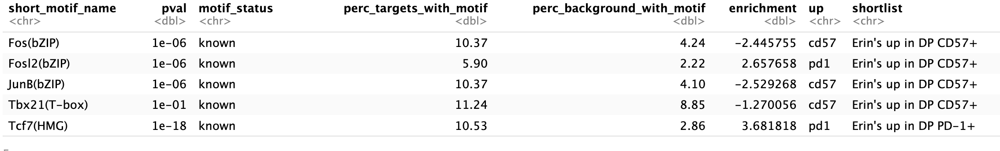 short_motif_name pval motif_status perc_targets_with_motif perc_background_with_motif enrichment up shortlist
<chr> <dbl> <chr> <dbl> <dbl> <dbl> <chr> <chr>
Fos(bZIP) 1e-06 known 10.37 4.24 -2.445755 cd57 Erin's up in DP CD57+
Fosl2(bZIP) 1e-06 known 5.90 2.22 2.657658 pd1 Erin's up in DP CD57+
JunB(bZIP) 1e-06 known 10.37 4.10 -2.529268 cd57 Erin's up in DP CD57+
Tbx21(T-box) 1e-01 known 11.24 8.85 -1.270056 cd57 Erin's up in DP CD57+
Tcf7(HMG) 1e-18 known 10.53 2.86 3.681818 pd1 Erin's up in DP PD-1+